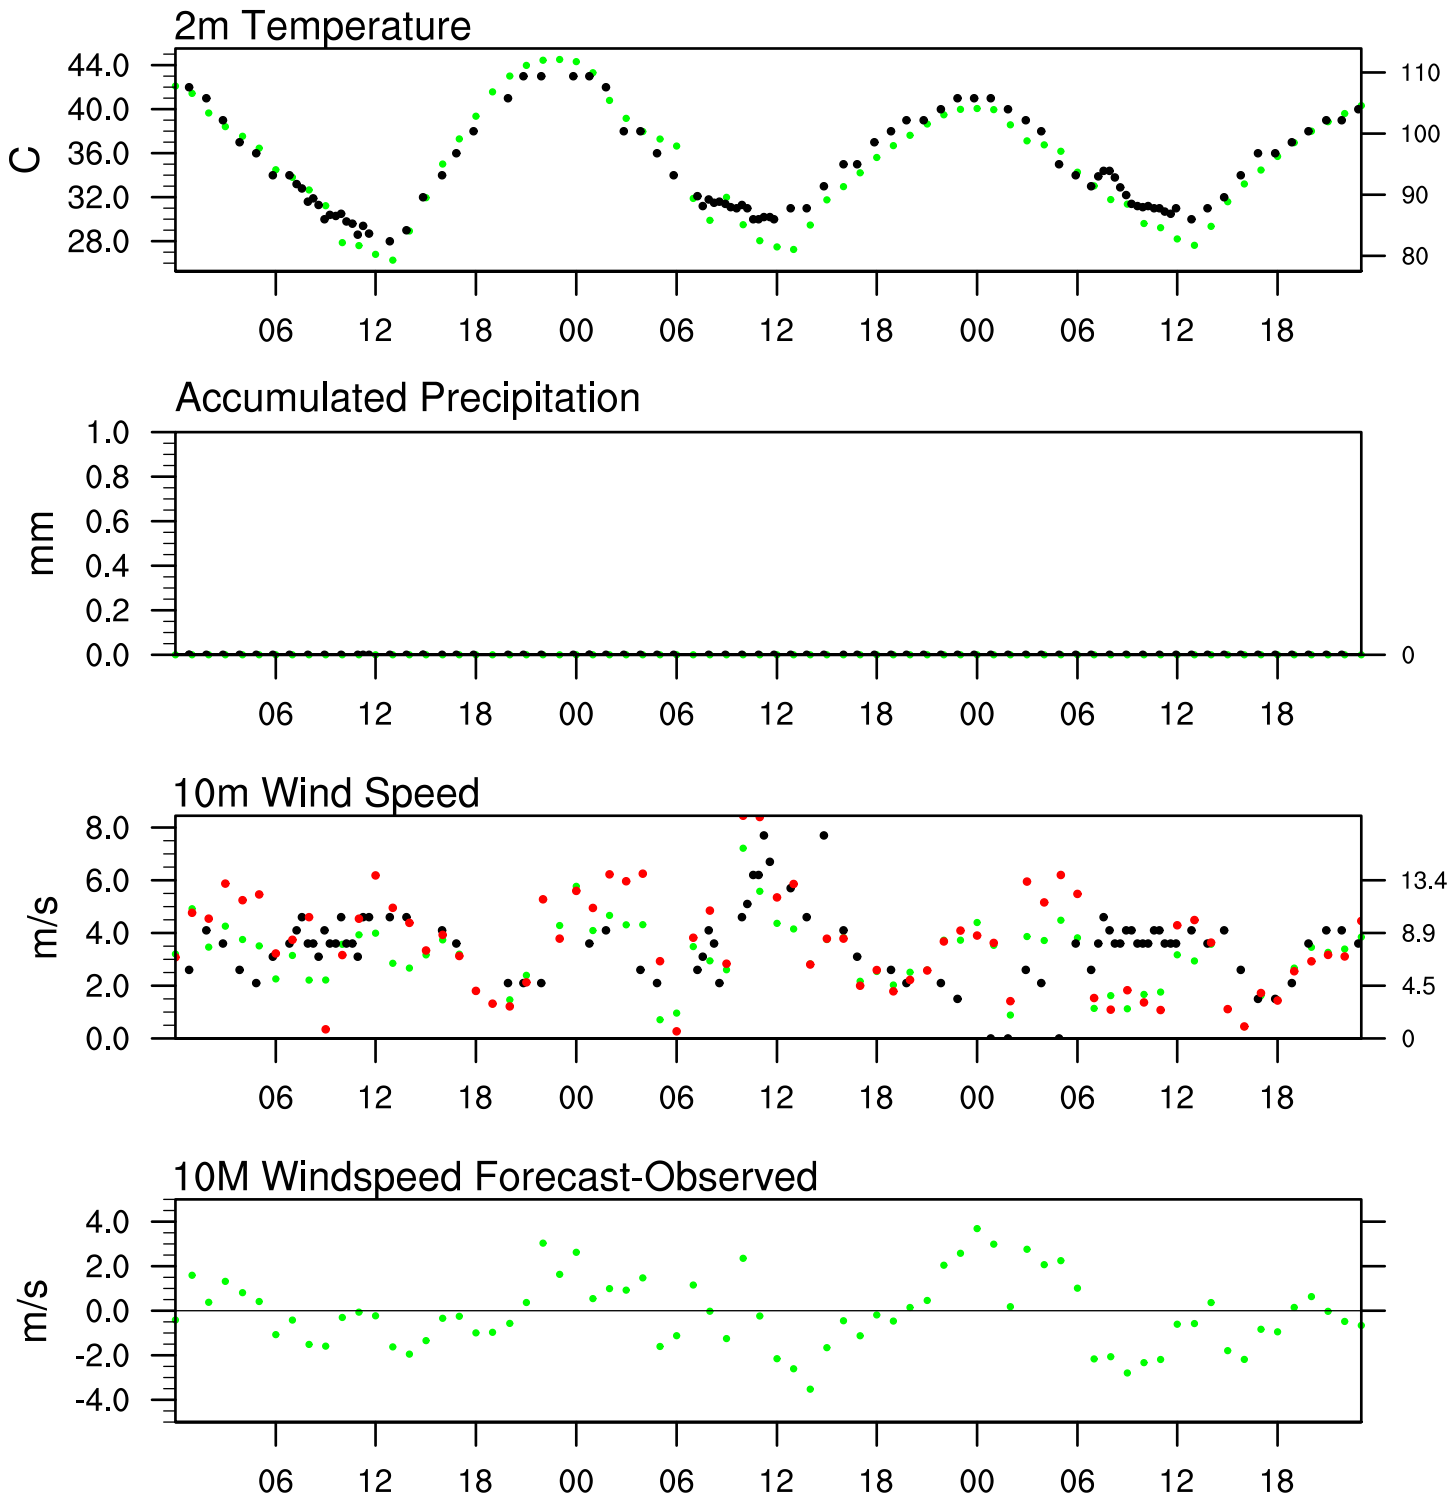 2m Temperature
44.0
40.0
36.0
32.0
28.0
C
110
100
90
80
06 12 18 00 06 12 18 00 06 12 18
Accumulated Precipitation
1.0
0.8
0.6
0.4
0.2
0.0
mm
0
06 12 18 00 06 12 18 00 06 12 18
10m Wind Speed
8.0
6.0
4.0
2.0
0.0
m/s
13.4
8.9
4.5
0
06 12 18 00 06 12 18 00 06 12 18
10M Windspeed Forecast-Observed
4.0
2.0
0.0
-2.0
-4.0
m/s
06 12 18 00 06 12 18 00 06 12 18